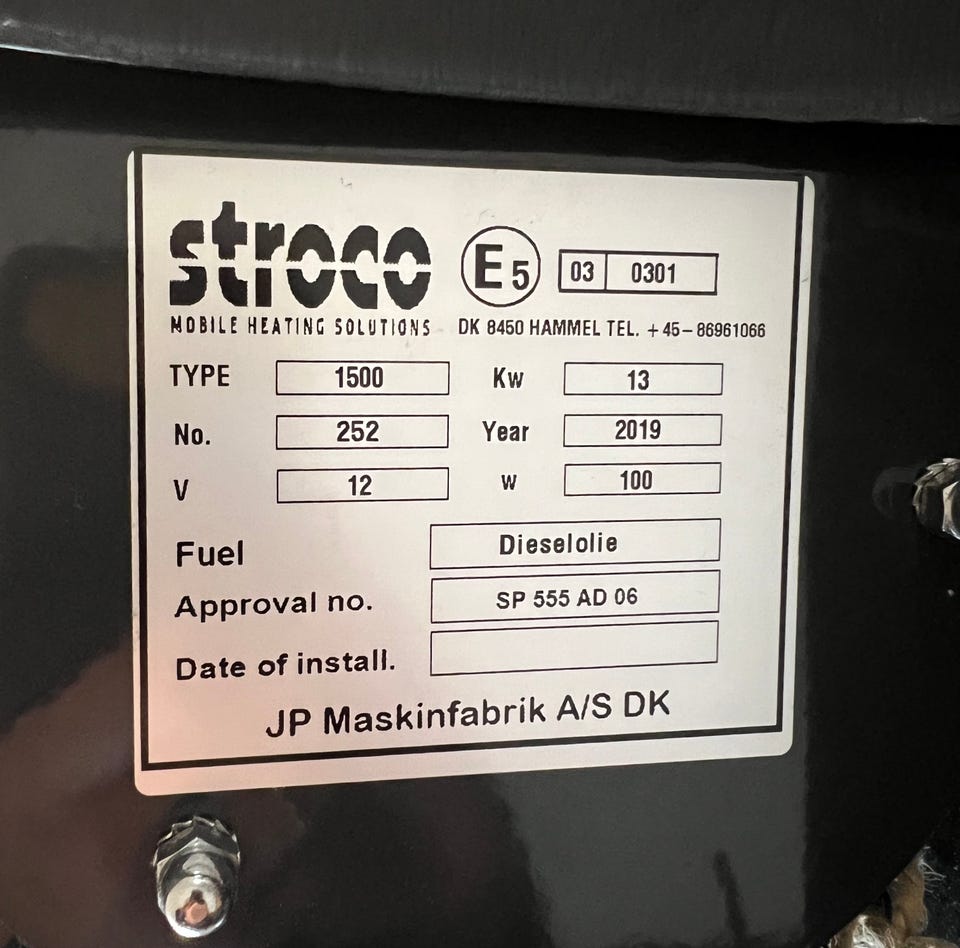 stroco E5 03 0301
MOBILE HEATING SOLUTIONS DK 8450 HAMMEL TEL. +45-86961066
TYPE 1500 Kw 13
No. 252 Year 2019
V 12 W 100
Fuel Dieselolie
Approval no. SP 555 AD 06
Date of install.
JP Maskinfabrik A/S DK